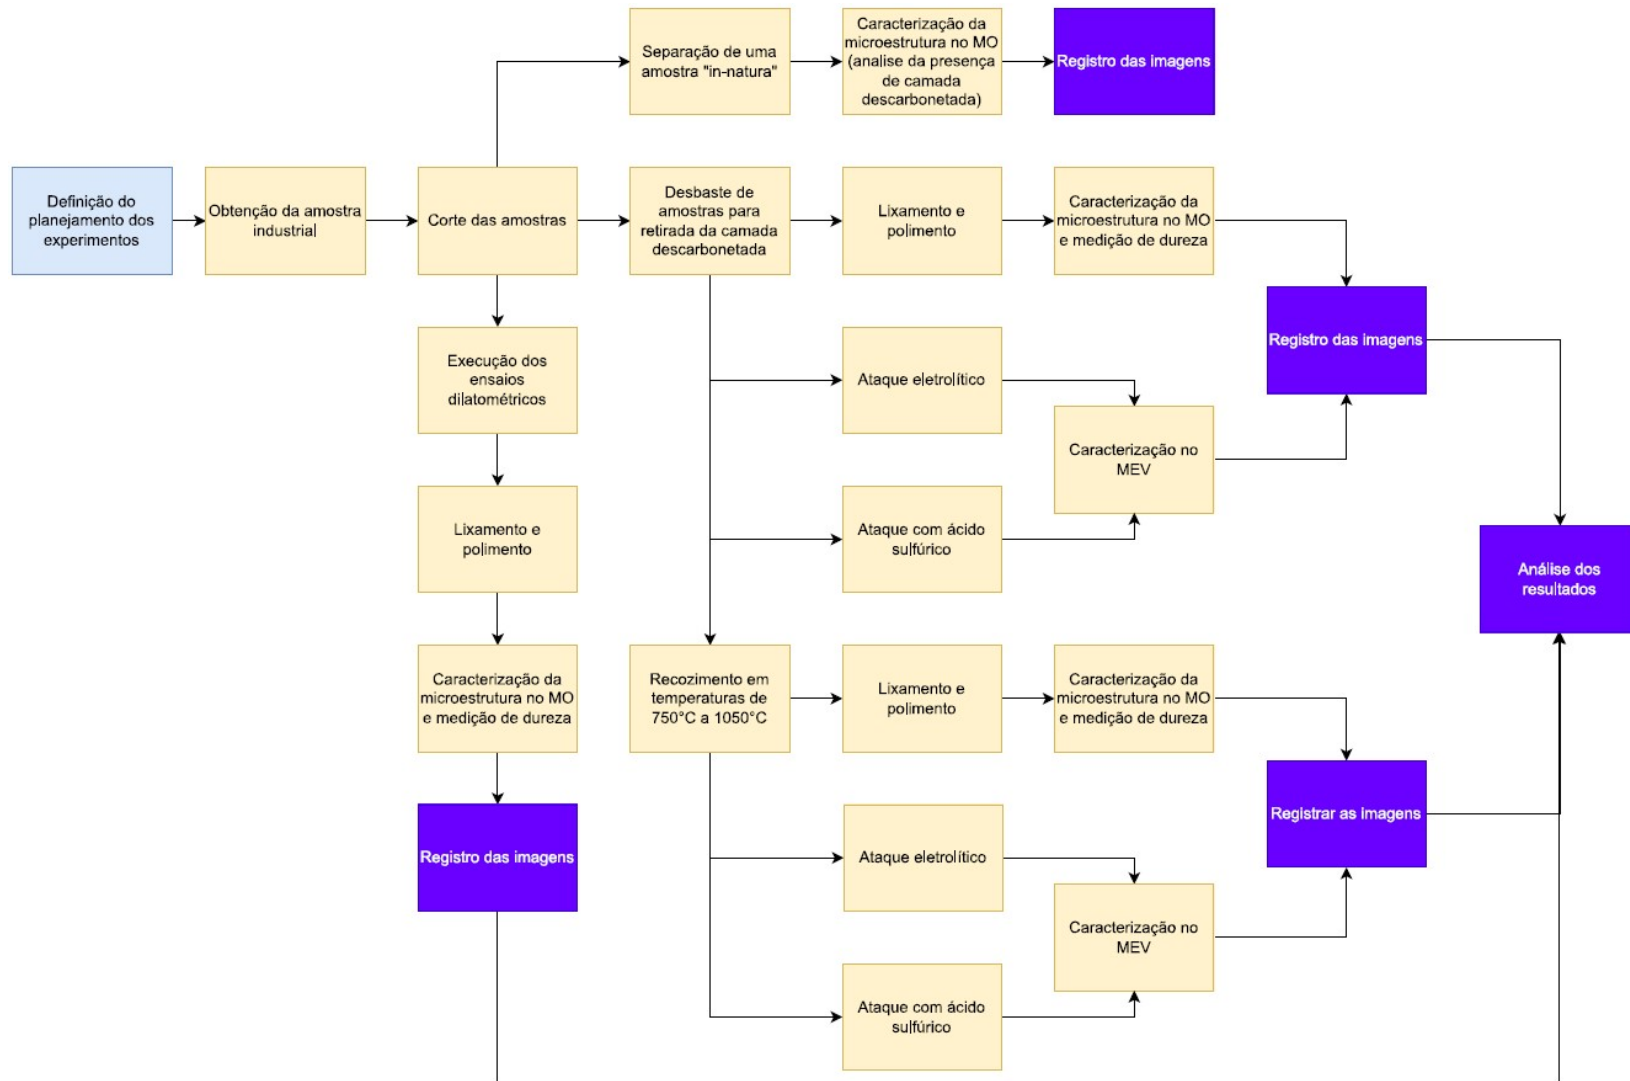 Separação de uma
amostra "in-natura"
Caracterização da
microestrutura no MO
(analise da presença
de camada
descarbonetada)
Registro das imagens
Definição do
planejamento dos
experimentos
Obtenção da amostra
industrial
Corte das amostras
Desbaste de
amostras para
retirada da camada
descarbonetada
Lixamento e
polimento
Caracterização da
microestrutura no MO
e medição de dureza
Registro das imagens
Execução dos
ensaios
dilatométricos
Ataque eletrolítico
Caracterização no
MEV
Lixamento e
polimento
Ataque com ácido
sulfúrico
Análise dos
resultados
Caracterização da
microestrutura no MO
e medição de dureza
Recozimento em
temperaturas de
750°C a 1050°C
Lixamento e
polimento
Caracterização da
microestrutura no MO
e medição de dureza
Registrar as imagens
Registro das imagens
Ataque eletrolítico
Caracterização no
MEV
Ataque com ácido
sulfúrico